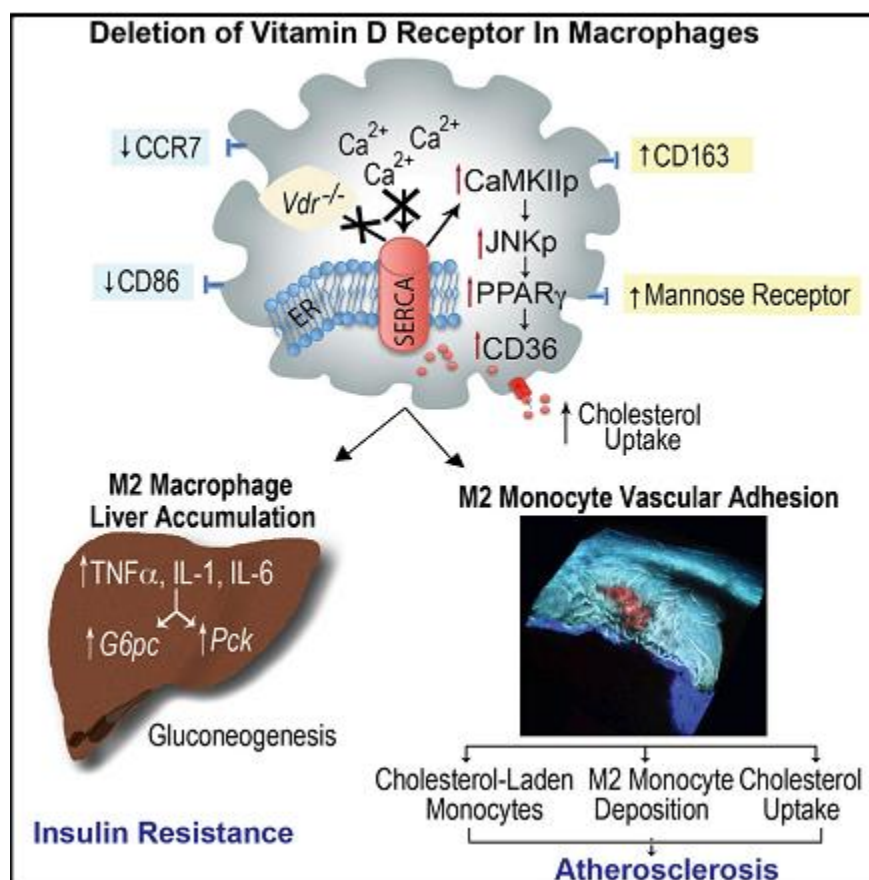 Deletion of Vitamin D Receptor In Macrophages
↓CCR7
Ca²⁺
Ca²⁺
Ca²⁺
Vdr⁻/⁻
↓CD86
ER
SERCA
↑CaMKIIp
↑JNKp
↑PPARγ
↑CD36
↑CD163
↑Mannose Receptor
↑Cholesterol
Uptake
M2 Macrophage
Liver Accumulation
↑TNFα, IL-1, IL-6
↑G6pc ↑Pck
Gluconeogenesis
Insulin Resistance
M2 Monocyte Vascular Adhesion
Cholesterol-Laden
Monocytes
M2 Monocyte
Deposition
Cholesterol
Uptake
Atherosclerosis